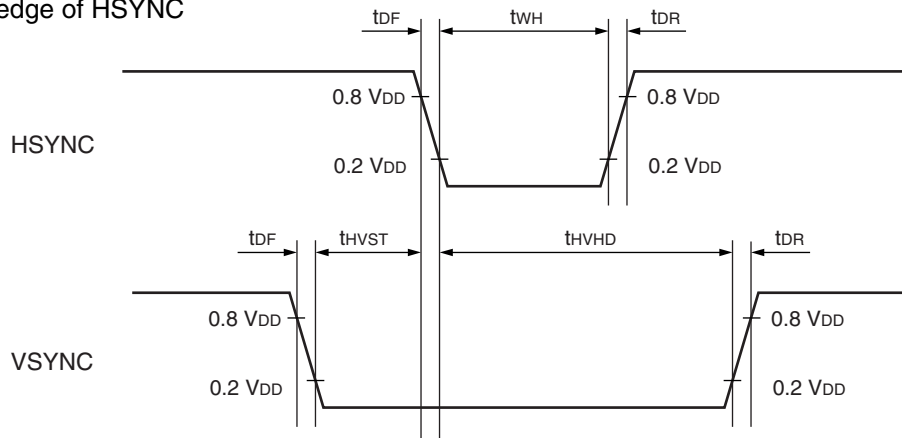 edge of HSYNC
tDF tWH tDR
0.8 VDD 0.8 VDD
HSYNC
0.2 VDD 0.2 VDD
tDF tHVST tHVHD tDR
0.8 VDD 0.8 VDD
VSYNC
0.2 VDD 0.2 VDD